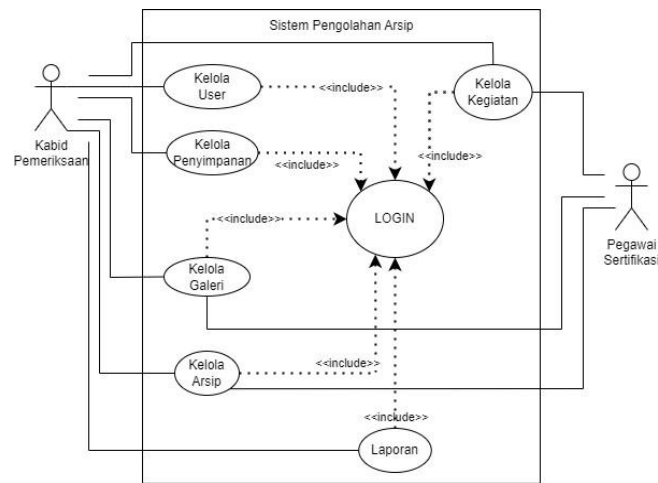 Sistem Pengolahan Arsip
Kelola
User
<<include>>
Kelola
Kegiatan
Kabid
Pemeriksaan
Kelola
Penyimpanan
<<include>>
<<include>>
LOGIN
<<include>>
Pegawai
Sertifikasi
Kelola
Galeri
Kelola
Arsip
<<include>>
<<include>>
Laporan